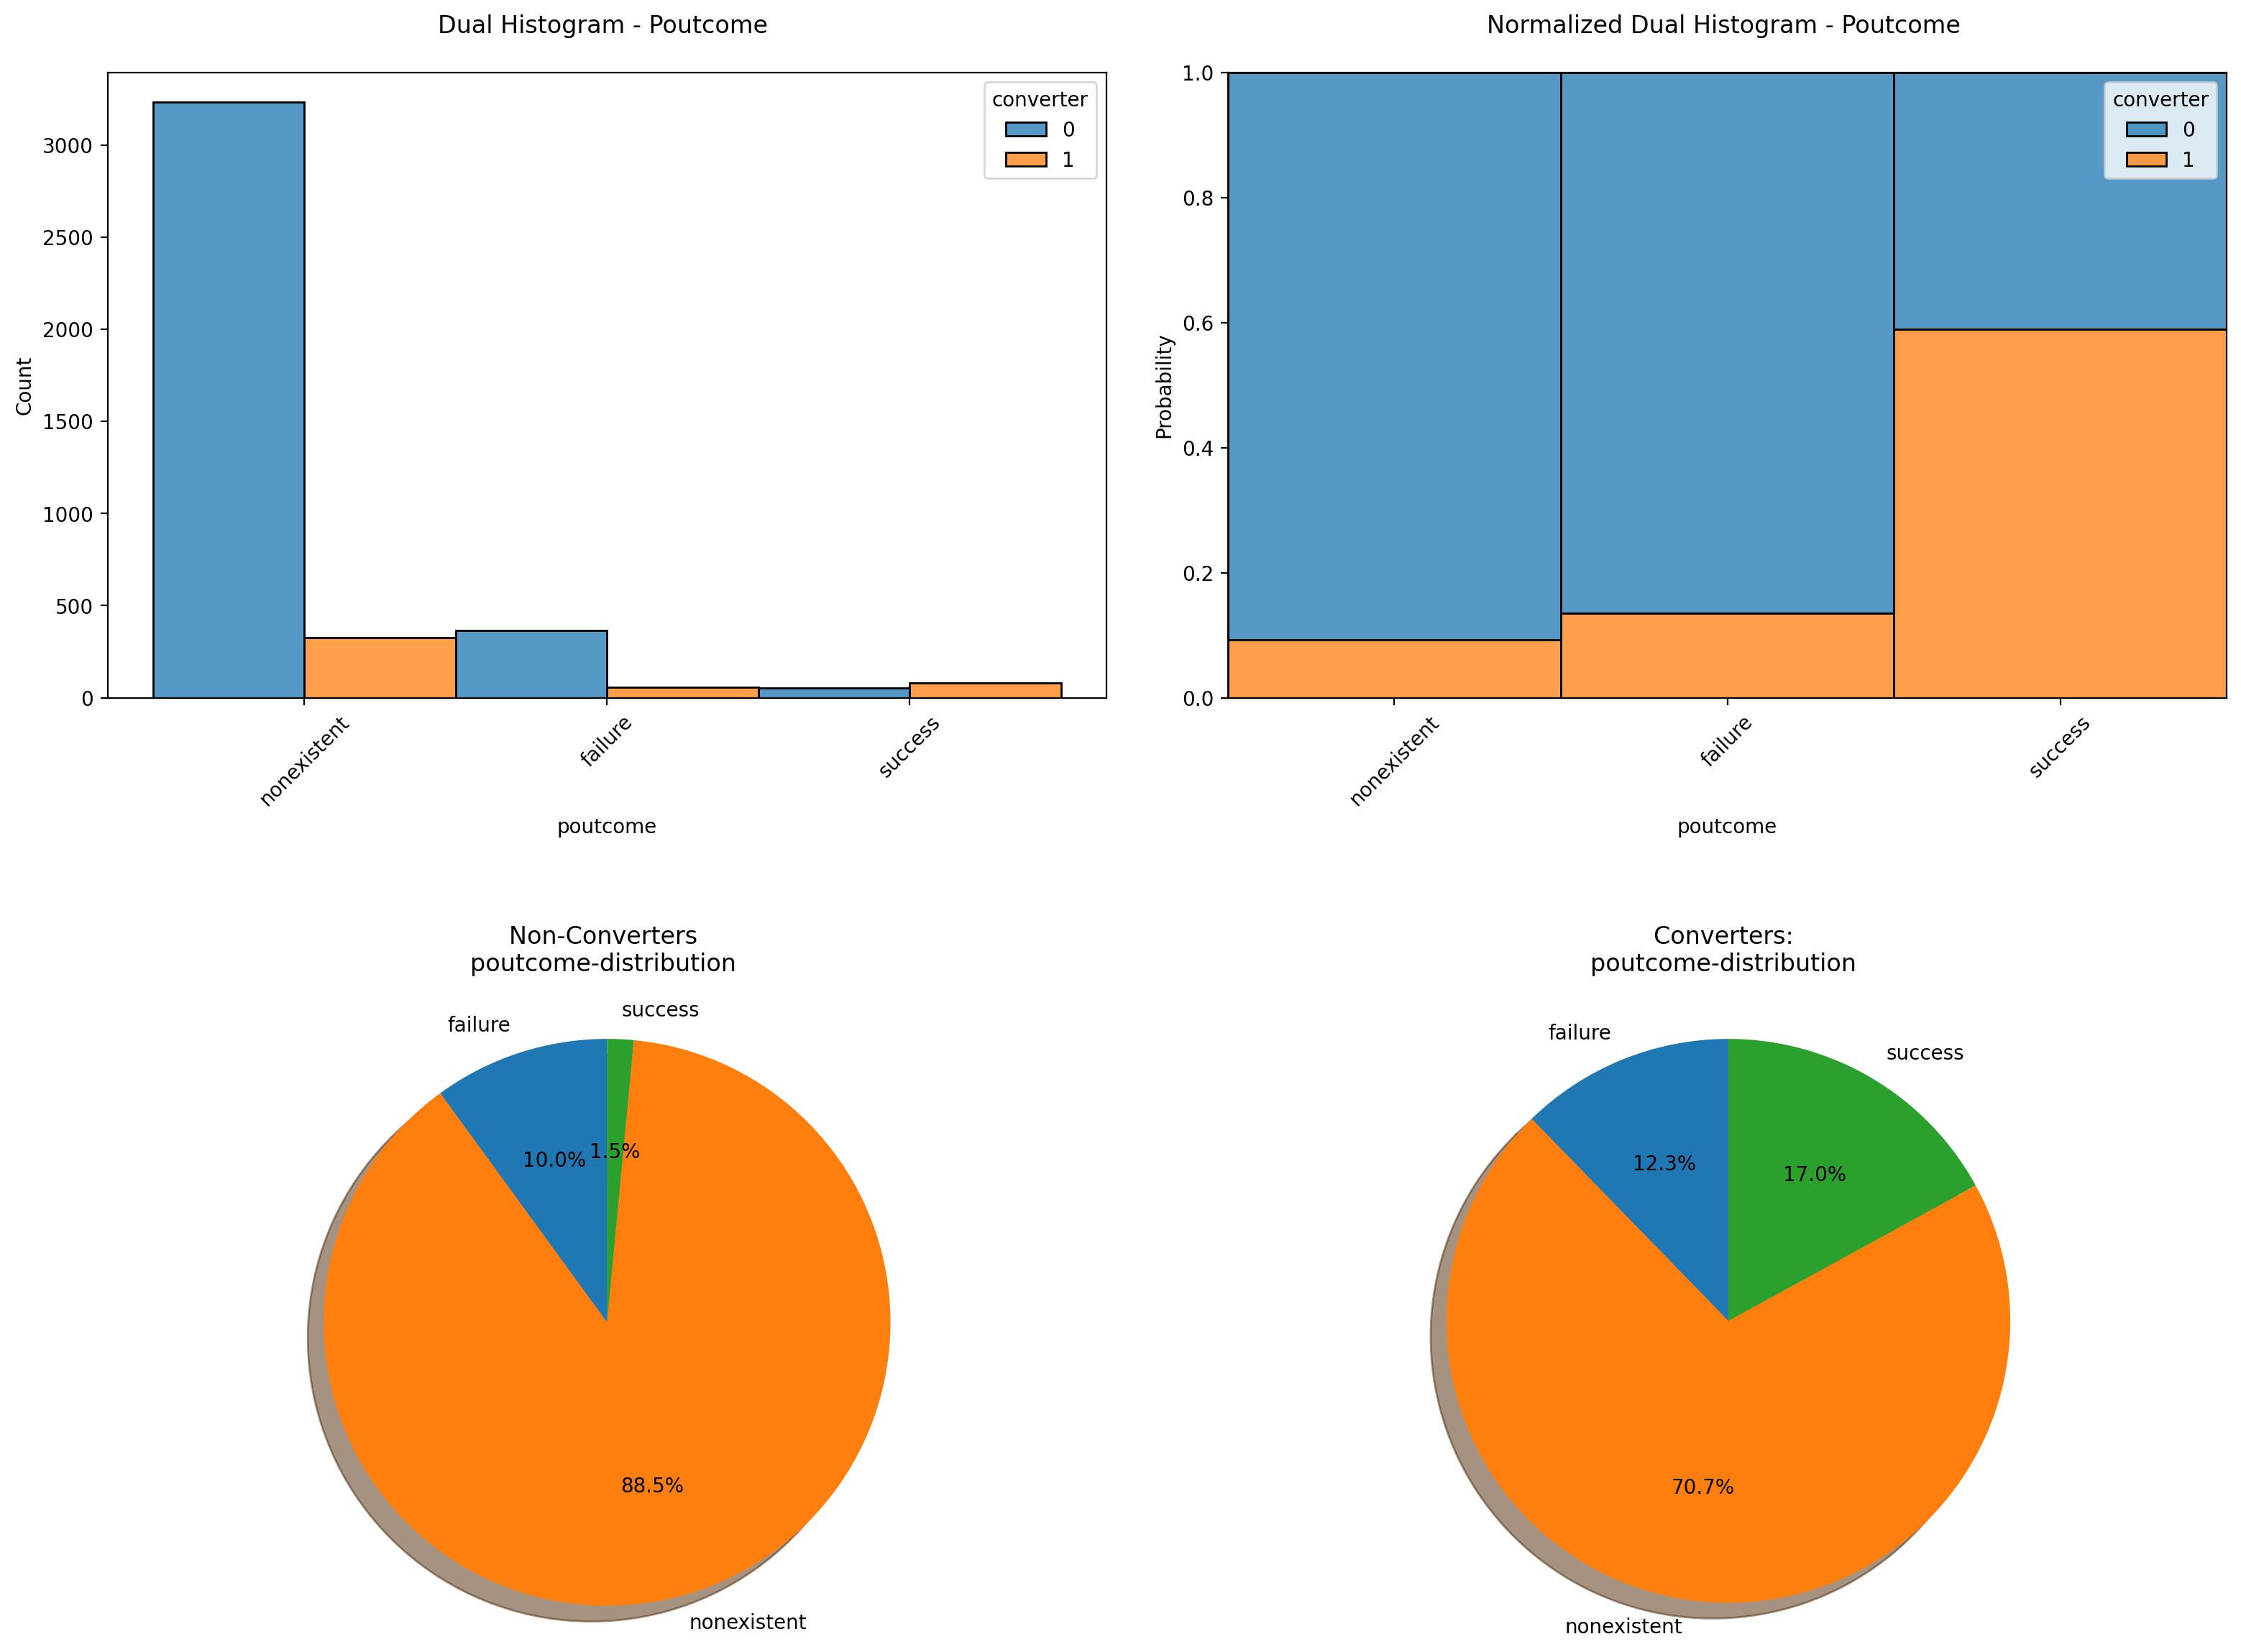 Dual Histogram - Poutcome
Count
3000
2500
2000
1500
1000
500
0
converter
0
1
nonexistent
failure
success
poutcome
Normalized Dual Histogram - Poutcome
Probability
1.0
0.8
0.6
0.4
0.2
0.0
converter
0
1
nonexistent
failure
success
poutcome
Non-Converters
poutcome-distribution
success
failure
1.5%
10.0%
88.5%
nonexistent
Converters:
poutcome-distribution
failure
success
12.3%
17.0%
70.7%
nonexistent